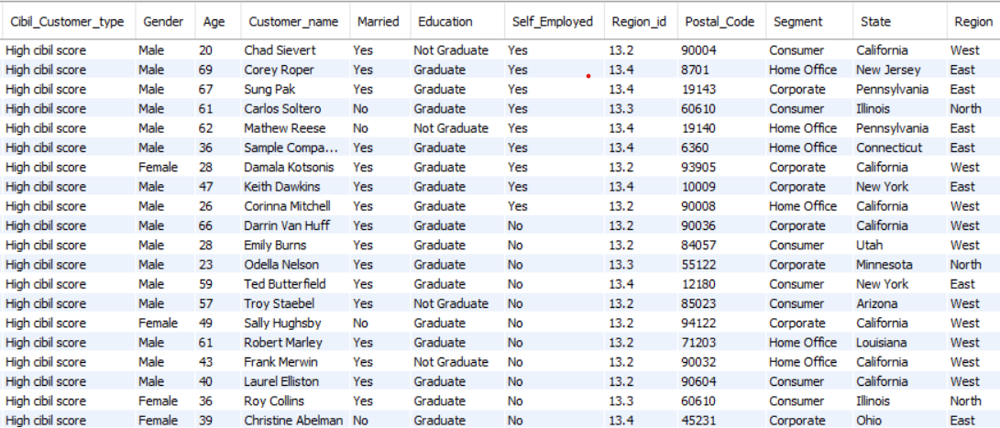 Cibil_Customer_type Gender Age Customer_name Married Education Self_Employed Region_id Postal_Code Segment State Region
High cibil score Male 20 Chad Sievert Yes Not Graduate Yes 13.2 90004 Consumer California West
High cibil score Male 69 Corey Roper Yes Graduate Yes 13.4 8701 Home Office New Jersey East
High cibil score Male 67 Sung Pak Yes Graduate Yes 13.4 19143 Corporate Pennsylvania East
High cibil score Male 61 Carlos Soltero No Graduate Yes 13.3 60610 Consumer Illinois North
High cibil score Male 62 Mathew Reese No Not Graduate Yes 13.4 19140 Home Office Pennsylvania East
High cibil score Male 36 Sample Compa... Yes Graduate Yes 13.4 6360 Home Office Connecticut East
High cibil score Female 28 Damala Kotsonis Yes Graduate Yes 13.2 93905 Corporate California West
High cibil score Male 47 Keith Dawkins Yes Graduate Yes 13.4 10009 Corporate New York East
High cibil score Male 26 Corinna Mitchell Yes Graduate Yes 13.2 90008 Home Office California West
High cibil score Male 66 Darrin Van Huff Yes Graduate No 13.2 90036 Corporate California West
High cibil score Male 28 Emily Burns Yes Graduate No 13.2 84057 Consumer Utah West
High cibil score Male 23 Odella Nelson Yes Graduate No 13.3 55122 Corporate Minnesota North
High cibil score Male 59 Ted Butterfield Yes Graduate No 13.4 12180 Consumer New York East
High cibil score Male 57 Troy Staebel Yes Not Graduate No 13.2 85023 Consumer Arizona West
High cibil score Female 49 Sally Hughsby No Graduate No 13.2 94122 Corporate California West
High cibil score Male 61 Robert Marley Yes Graduate No 13.2 71203 Home Office Louisiana West
High cibil score Male 43 Frank Merwin Yes Not Graduate No 13.2 90032 Home Office California West
High cibil score Male 40 Laurel Elliston Yes Graduate No 13.2 90604 Consumer California West
High cibil score Female 36 Roy Collins Yes Graduate No 13.3 60610 Consumer Illinois North
High cibil score Female 39 Christine Abelman No Graduate No 13.4 45231 Corporate Ohio East